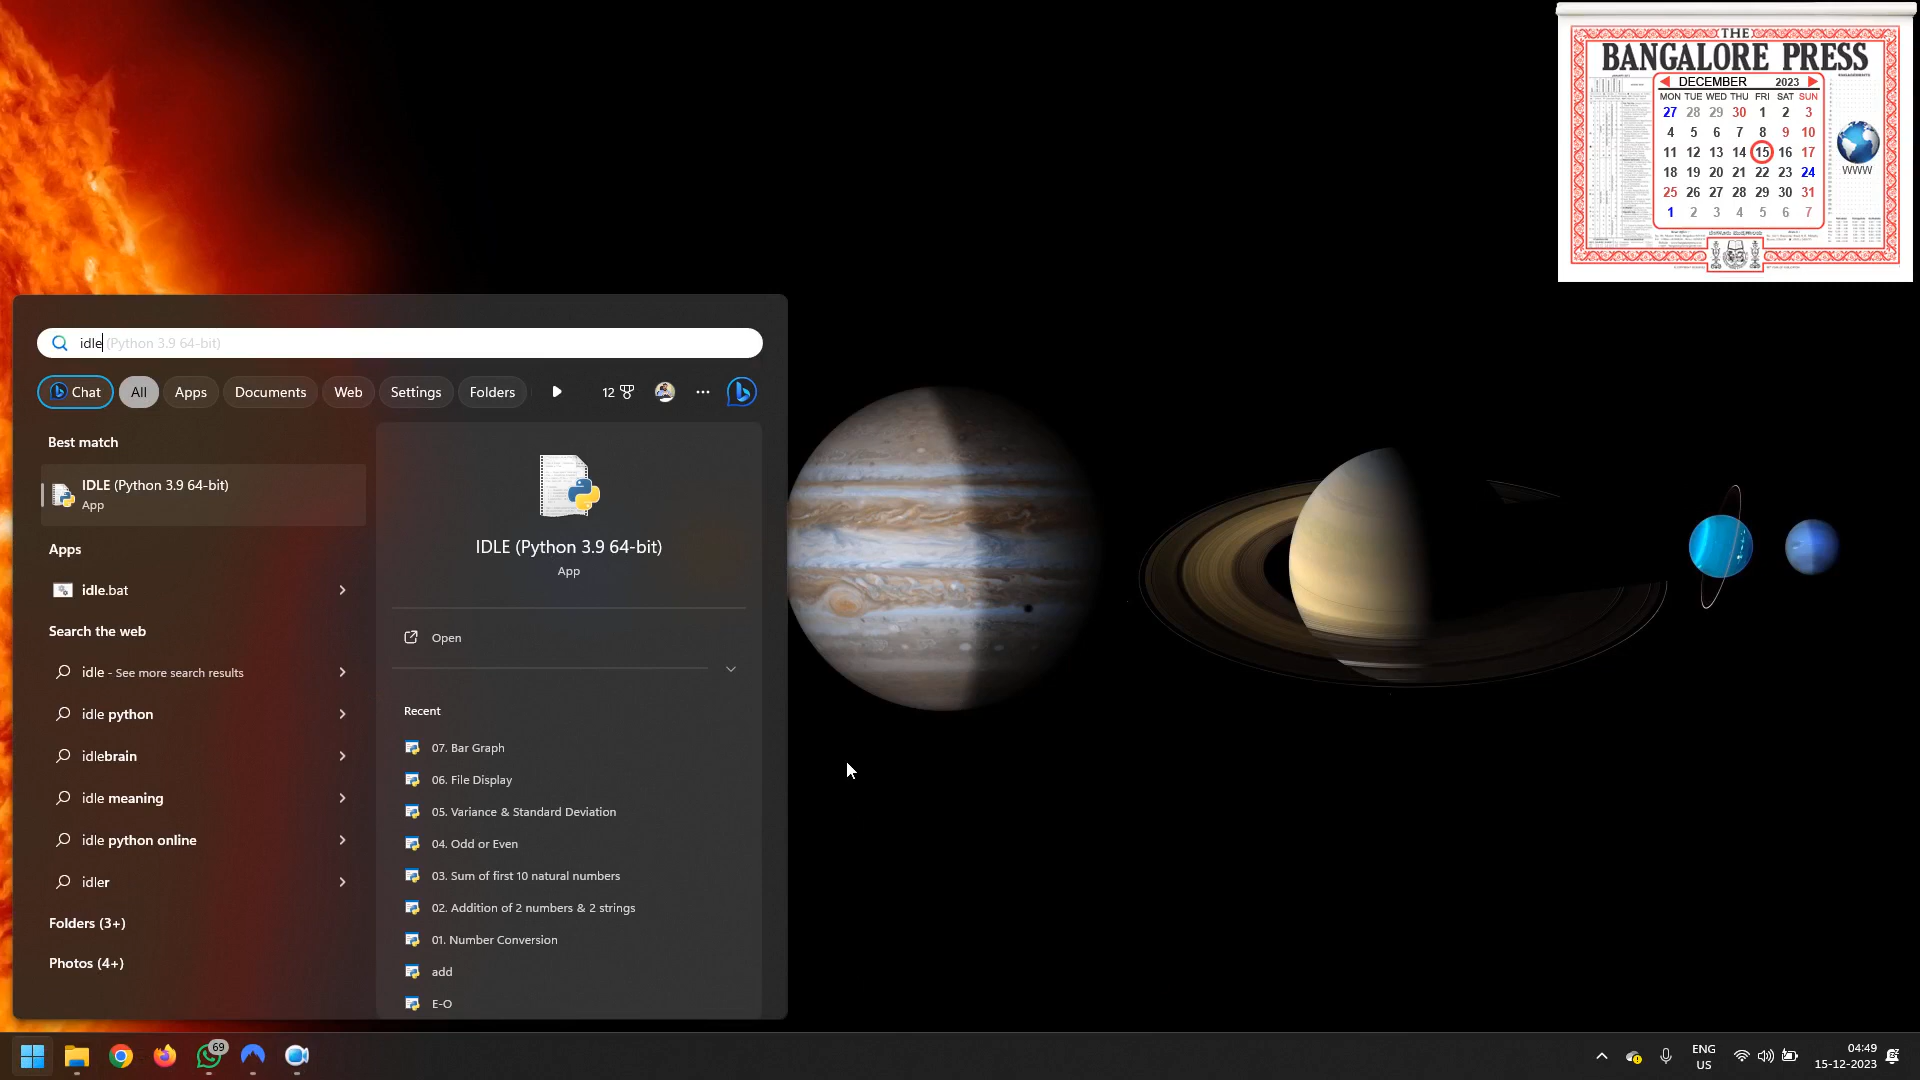 THE
BANGALORE PRESS
DECEMBER 2023
MON TUE WED THU FRI SAT SUN
27 28 29 30 1 2 3
4 5 6 7 8 9 10
11 12 13 14 15 16 17
18 19 20 21 22 23 24
25 26 27 28 29 30 31
1 2 3 4 5 6 7
WWW
idle (Python 3.9 64-bit)
Chat All Apps Documents Web Settings Folders 12
Best match
IDLE (Python 3.9 64-bit)
App
Apps
idle.bat
Search the web
idle - See more search results
idle python
idlebrain
idle meaning
idle python online
idler
Folders (3+)
Photos (4+)
IDLE (Python 3.9 64-bit)
App
Open
Recent
07. Bar Graph
06. File Display
05. Variance & Standard Deviation
04. Odd or Even
03. Sum of first 10 natural numbers
02. Addition of 2 numbers & 2 strings
01. Number Conversion
add
E-O
69
ENG
US
04:49
15-12-2023